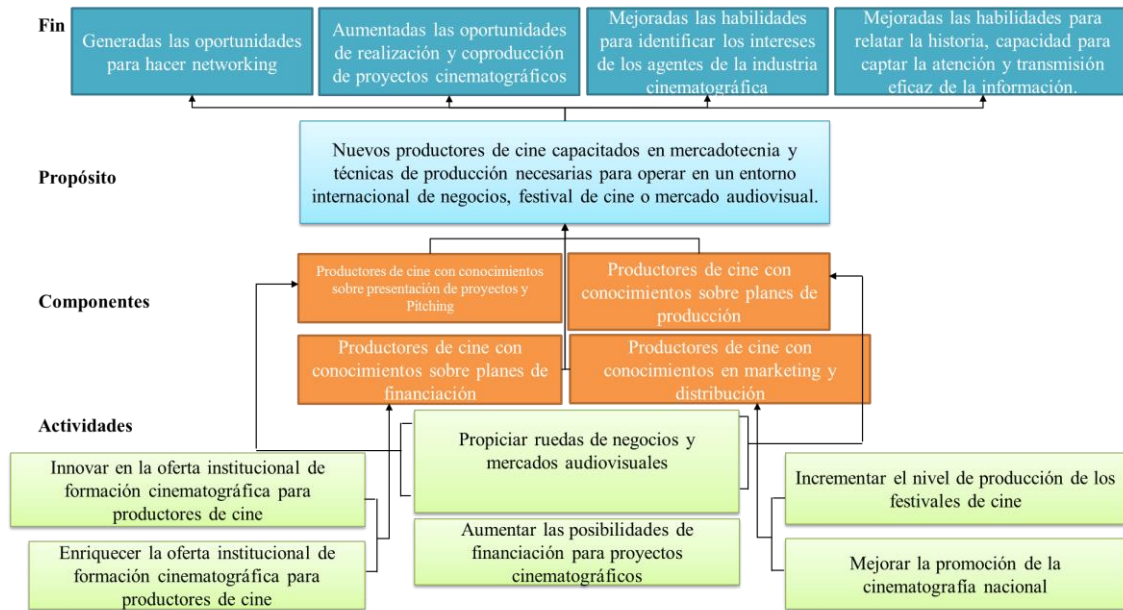 Fin
Generadas las oportunidades
para hacer networking
Aumentadas las oportunidades
de realización y coproducción
de proyectos cinematográficos
Mejoradas las habilidades
para identificar los intereses
de los agentes de la industria
cinematográfica
Mejoradas las habilidades para
relatar la historia, capacidad para
captar la atención y transmisión
eficaz de la información.
Propósito
Nuevos productores de cine capacitados en mercadotecnia y
técnicas de producción necesarias para operar en un entorno
internacional de negocios, festival de cine o mercado audiovisual.
Componentes
Productores de cine con conocimientos
sobre presentación de proyectos y
Pitching
Productores de cine con
conocimientos sobre planes de
producción
Productores de cine con
conocimientos sobre planes de
financiación
Productores de cine con
conocimientos en marketing y
distribución
Actividades
Propiciar ruedas de negocios y
mercados audiovisuales
Innovar en la oferta institucional de
formación cinematográfica para
productores de cine
Incrementar el nivel de producción de los
festivales de cine
Aumentar las posibilidades de
financiación para proyectos
cinematográficos
Enriquecer la oferta institucional de
formación cinematográfica para
productores de cine
Mejorar la promoción de la
cinematografía nacional